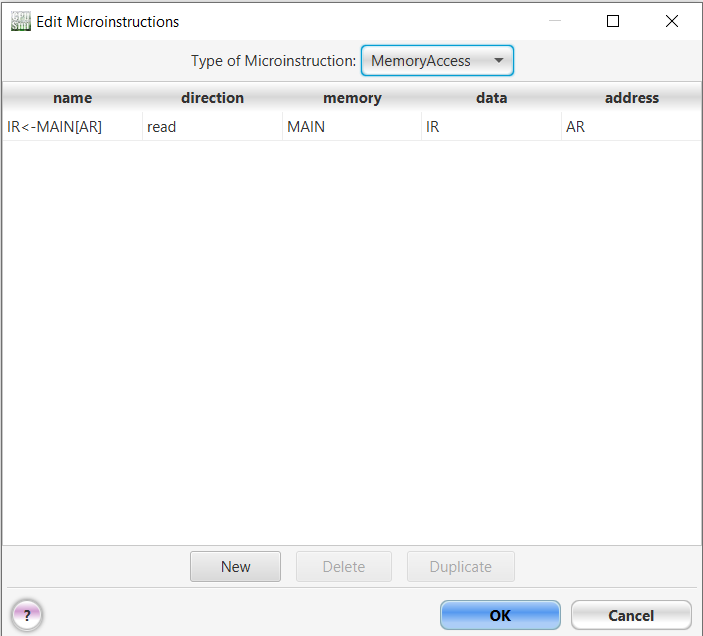 Edit Microinstructions
Type of Microinstruction: MemoryAccess
name direction memory data address
IR<-MAIN[AR] read MAIN IR AR
New Delete Duplicate
? OK Cancel